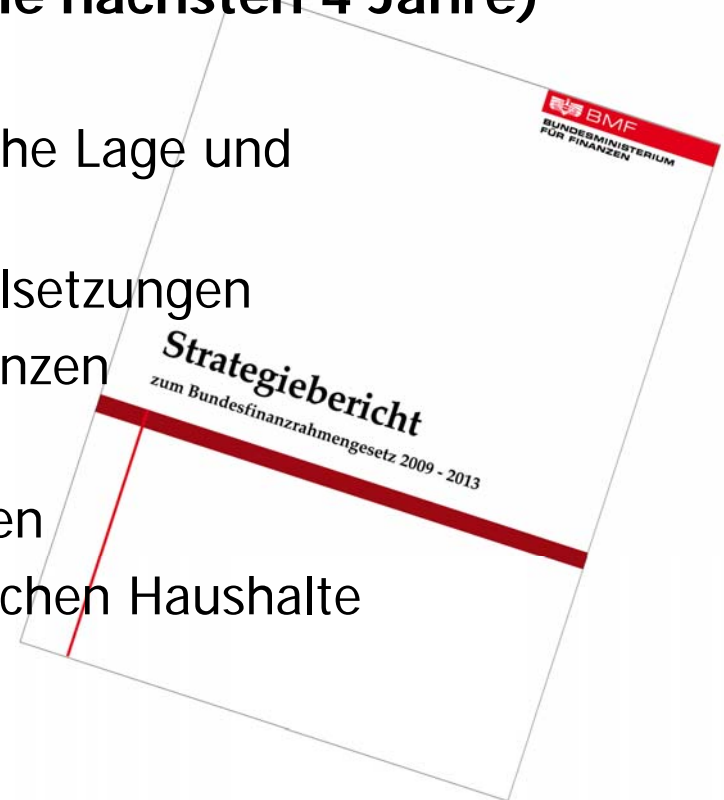 nächsten 4 Jahre)
BMF
BUNDESMINISTERIUM
FÜR FINANZEN
he Lage und
lsetzungen
nzen
Strategiebericht
zum Bundesfinanzrahmengesetz 2009 - 2013
en
chen Haushalte